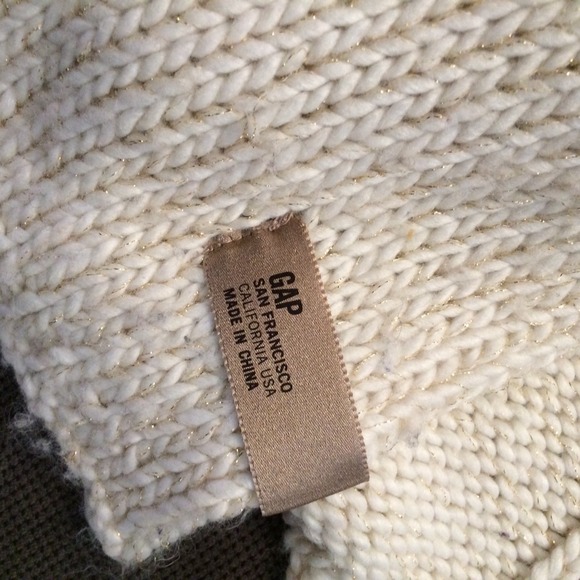 GAP
SAN FRANCISCO
CALIFORNIA USA
MADE IN CHINA